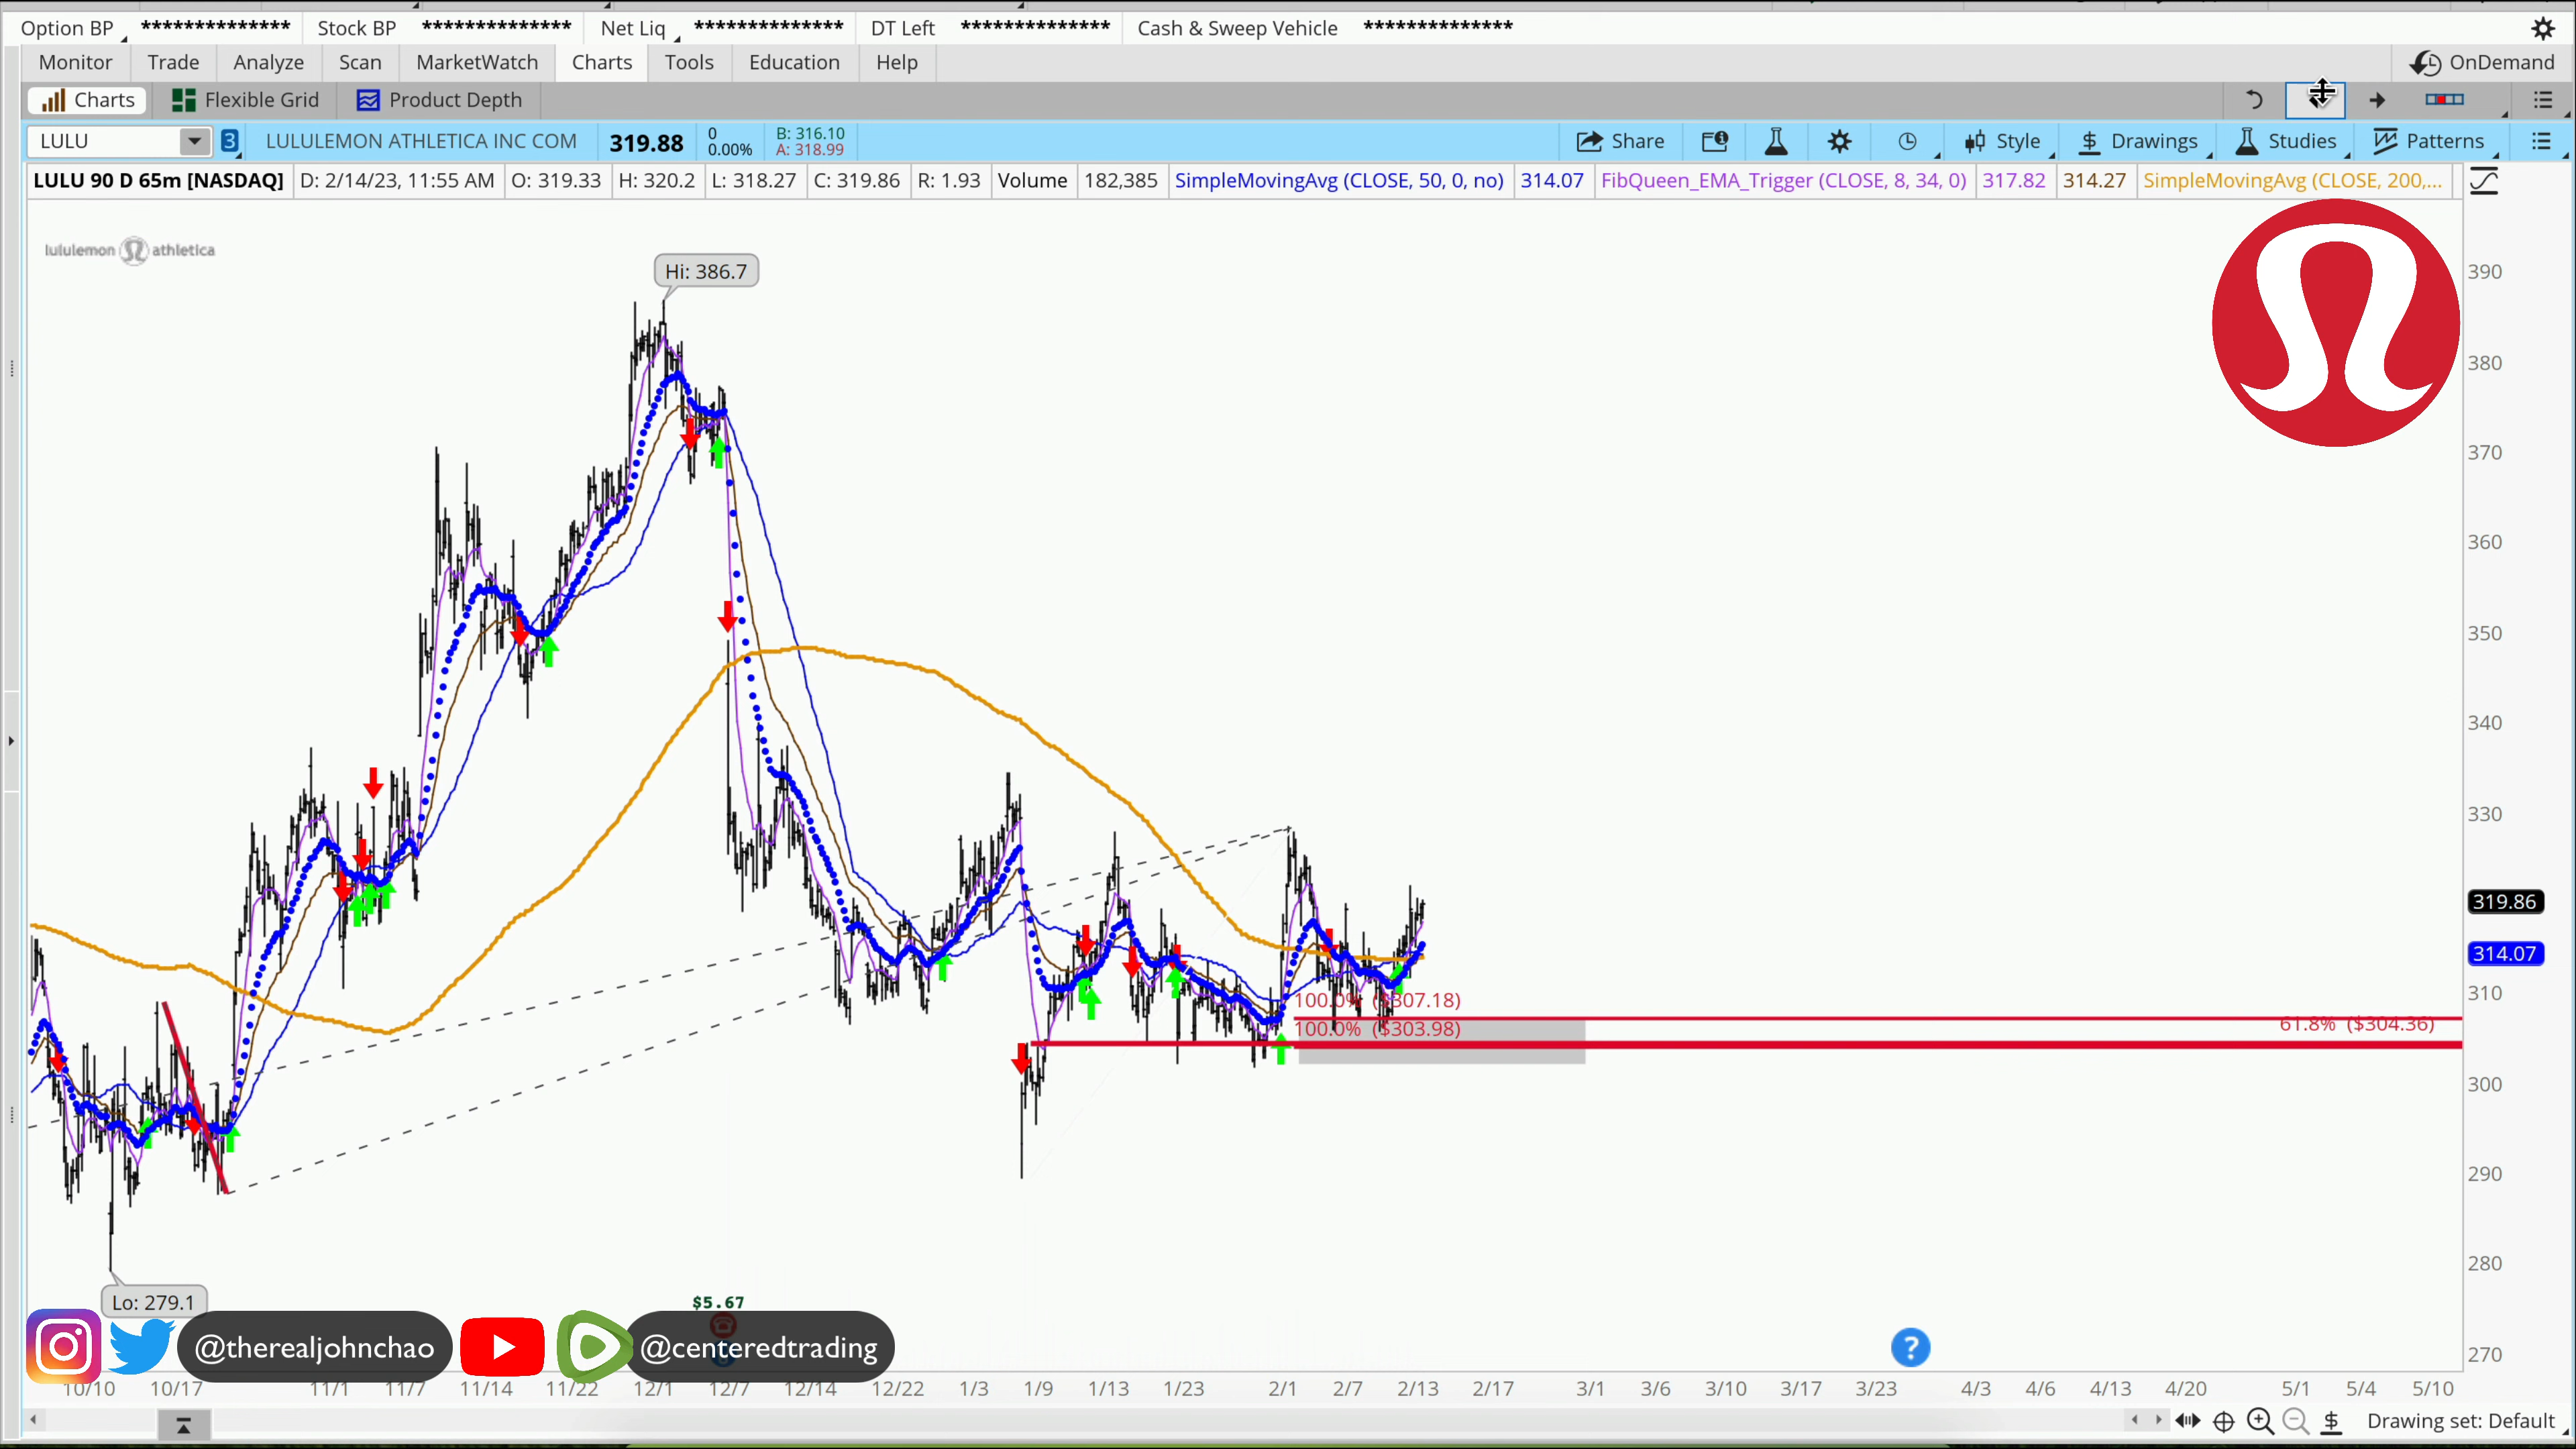 Option BP ************** Stock BP ************** Net Liq ************** DT Left ************** Cash & Sweep Vehicle **************
Monitor Trade Analyze Scan MarketWatch Charts Tools Education Help OnDemand
Charts Flexible Grid Product Depth
LULU 3 LULULEMON ATHLETICA INC COM 319.88 0 0.00% B: 316.10 A: 318.99 Share Style Drawings Studies Patterns
LULU 90 D 65m [NASDAQ] D: 2/14/23, 11:55 AM O: 319.33 H: 320.2 L: 318.27 C: 319.86 R: 1.93 Volume 182,385 SimpleMovingAvg (CLOSE, 50, 0, no) 314.07 FibQueen_EMA_Trigger (CLOSE, 8, 34, 0) 317.82 314.27 SimpleMovingAvg (CLOSE, 200,...
lululemon athletica
Hi: 386.7
390
380
370
360
350
340
330
319.86
314.07
310
100.0% ($307.18)
61.8% ($304.36)
100.0% ($303.98)
300
290
280
Lo: 279.1
$5.67
@therealjohnchao @centeredtrading ?
270
10/10 10/17 11/1 11/7 11/14 11/22 12/1 12/7 12/14 12/22 1/3 1/9 1/13 1/23 2/1 2/7 2/13 2/17 3/1 3/6 3/10 3/17 3/23 4/3 4/6 4/13 4/20 5/1 5/4 5/10
Drawing set: Default